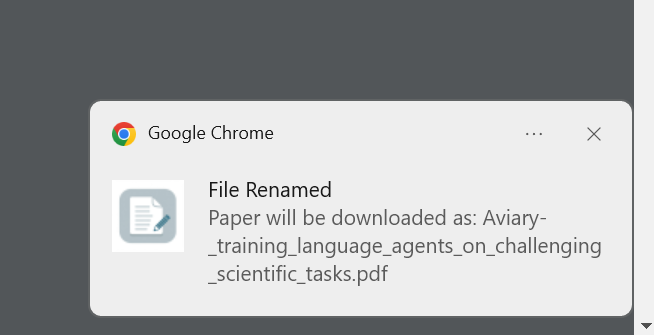 Google Chrome
File Renamed
Paper will be downloaded as: Aviary-
_training_language_agents_on_challenging
_scientific_tasks.pdf